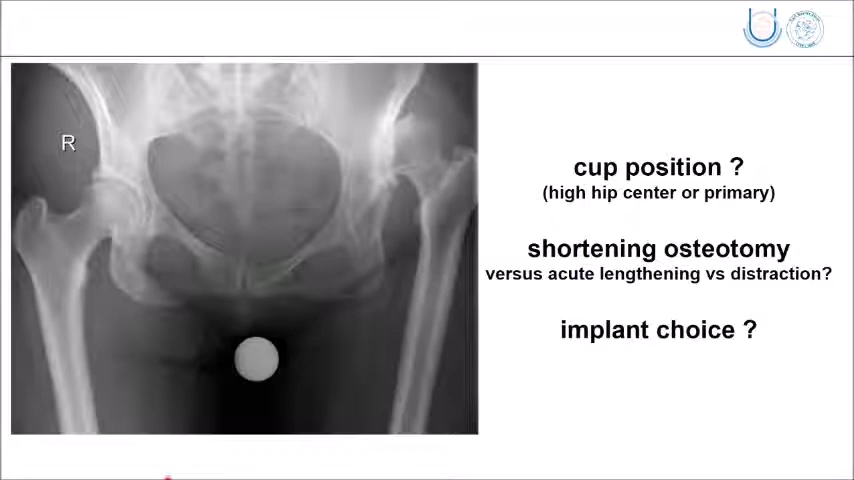 R
cup position ?
(high hip center or primary)
shortening osteotomy
versus acute lengthening vs distraction?
implant choice ?